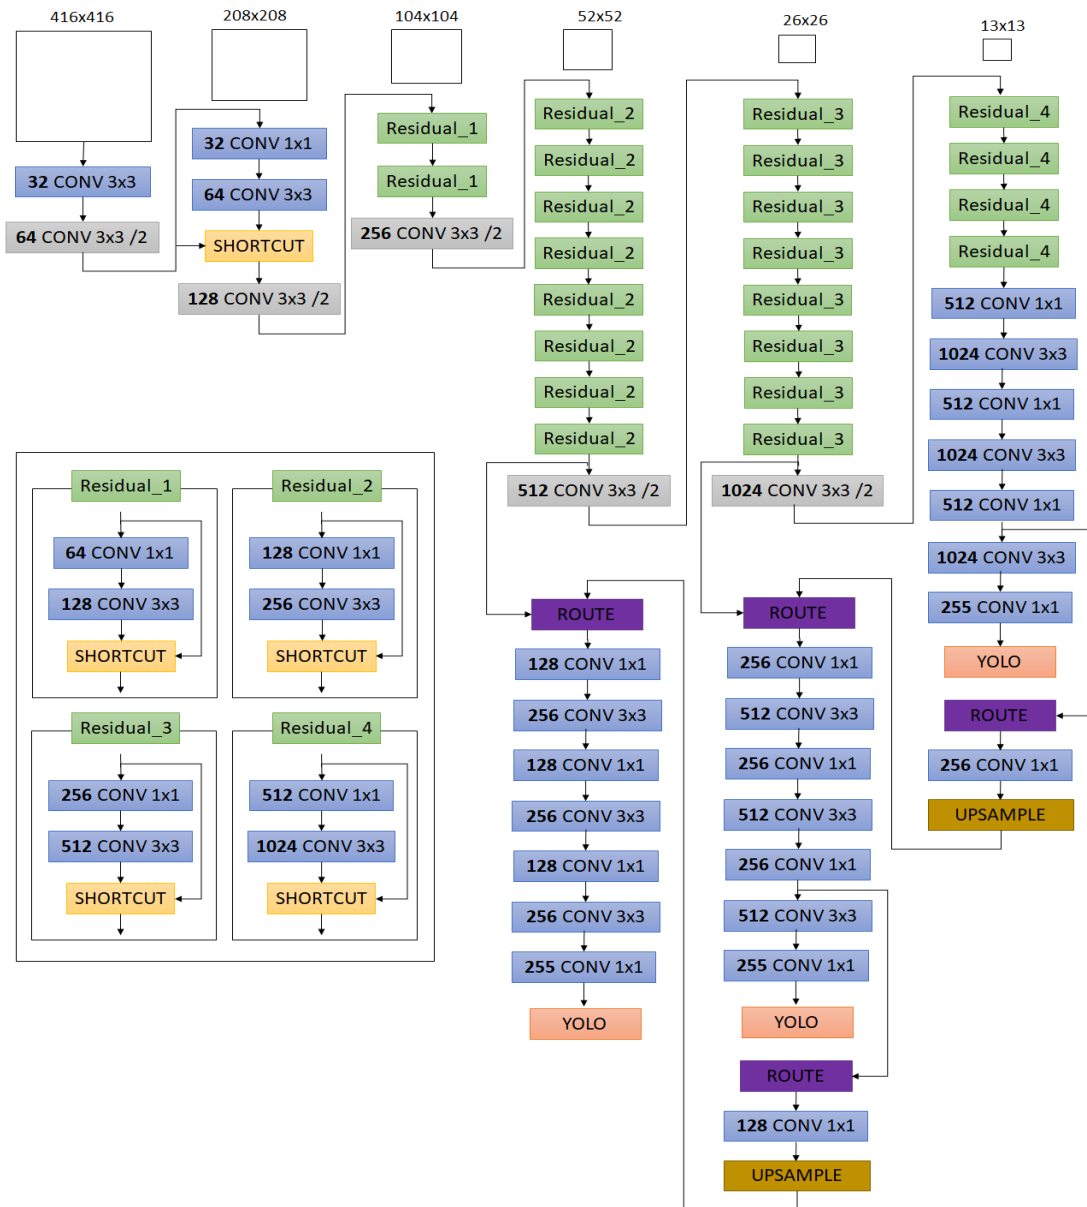 416x416
32 CONV 3x3
64 CONV 3x3 /2
208x208
32 CONV 1x1
64 CONV 3x3
SHORTCUT
128 CONV 3x3 /2
104x104
Residual_1
Residual_1
256 CONV 3x3 /2
52x52
Residual_2
Residual_2
Residual_2
Residual_2
Residual_2
Residual_2
Residual_2
Residual_2
512 CONV 3x3 /2
ROUTE
128 CONV 1x1
256 CONV 3x3
128 CONV 1x1
256 CONV 3x3
128 CONV 1x1
256 CONV 3x3
255 CONV 1x1
YOLO
26x26
Residual_3
Residual_3
Residual_3
Residual_3
Residual_3
Residual_3
Residual_3
Residual_3
1024 CONV 3x3 /2
ROUTE
256 CONV 1x1
512 CONV 3x3
256 CONV 1x1
512 CONV 3x3
256 CONV 1x1
512 CONV 3x3
255 CONV 1x1
YOLO
ROUTE
128 CONV 1x1
UPSAMPLE
13x13
Residual_4
Residual_4
Residual_4
Residual_4
512 CONV 1x1
1024 CONV 3x3
512 CONV 1x1
1024 CONV 3x3
512 CONV 1x1
1024 CONV 3x3
255 CONV 1x1
YOLO
ROUTE
256 CONV 1x1
UPSAMPLE
Residual_1
64 CONV 1x1
128 CONV 3x3
SHORTCUT
Residual_2
128 CONV 1x1
256 CONV 3x3
SHORTCUT
Residual_3
256 CONV 1x1
512 CONV 3x3
SHORTCUT
Residual_4
512 CONV 1x1
1024 CONV 3x3
SHORTCUT